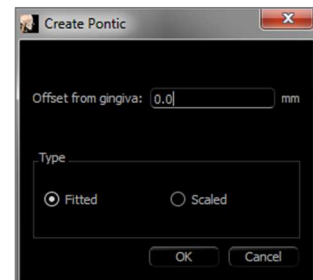 Create Pontic
Offset from gingiva: 0.0 mm
Type
Fitted Scaled
OK Cancel